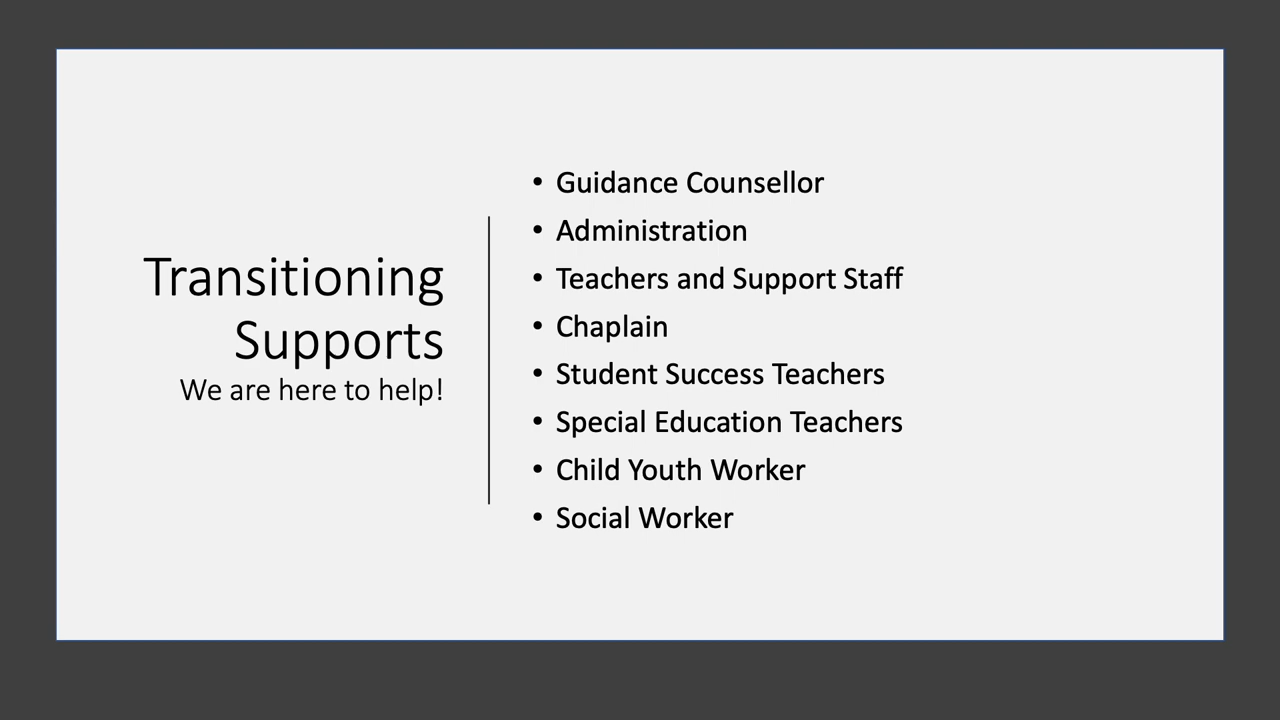 Transitioning
Supports
We are here to help!
• Guidance Counsellor
• Administration
• Teachers and Support Staff
• Chaplain
• Student Success Teachers
• Special Education Teachers
• Child Youth Worker
• Social Worker